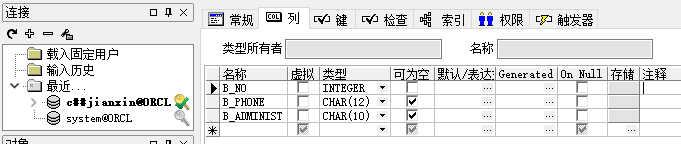 连接
载入固定用户
输入历史
最近...
c##jianxin@ORCL
system@ORCL
对象
常规 COL 列 键 检查 索引 权限 触发器
类型所有者 名称
名称 虚拟 类型 可为空 默认/表达 Generated On Null 存储 注释
B_NO INTEGER ...
B_PHONE CHAR(12) ...
B_ADMINIST CHAR(10) ...
* ...